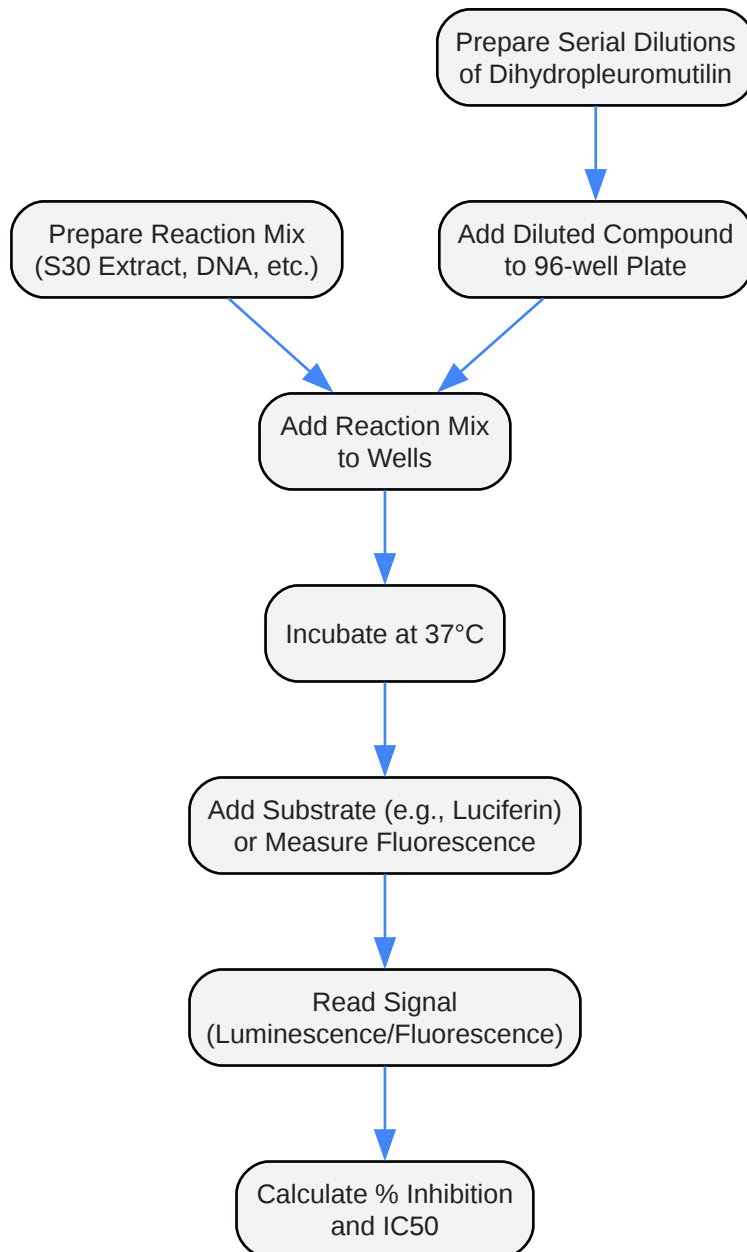 Prepare Serial Dilutions
of Dihydropleuromutilin
Prepare Reaction Mix
(S30 Extract, DNA, etc.)
Add Diluted Compound
to 96-well Plate
Add Reaction Mix
to Wells
Incubate at 37°C
Add Substrate (e.g., Luciferin)
or Measure Fluorescence
Read Signal
(Luminescence/Fluorescence)
Calculate % Inhibition
and IC50